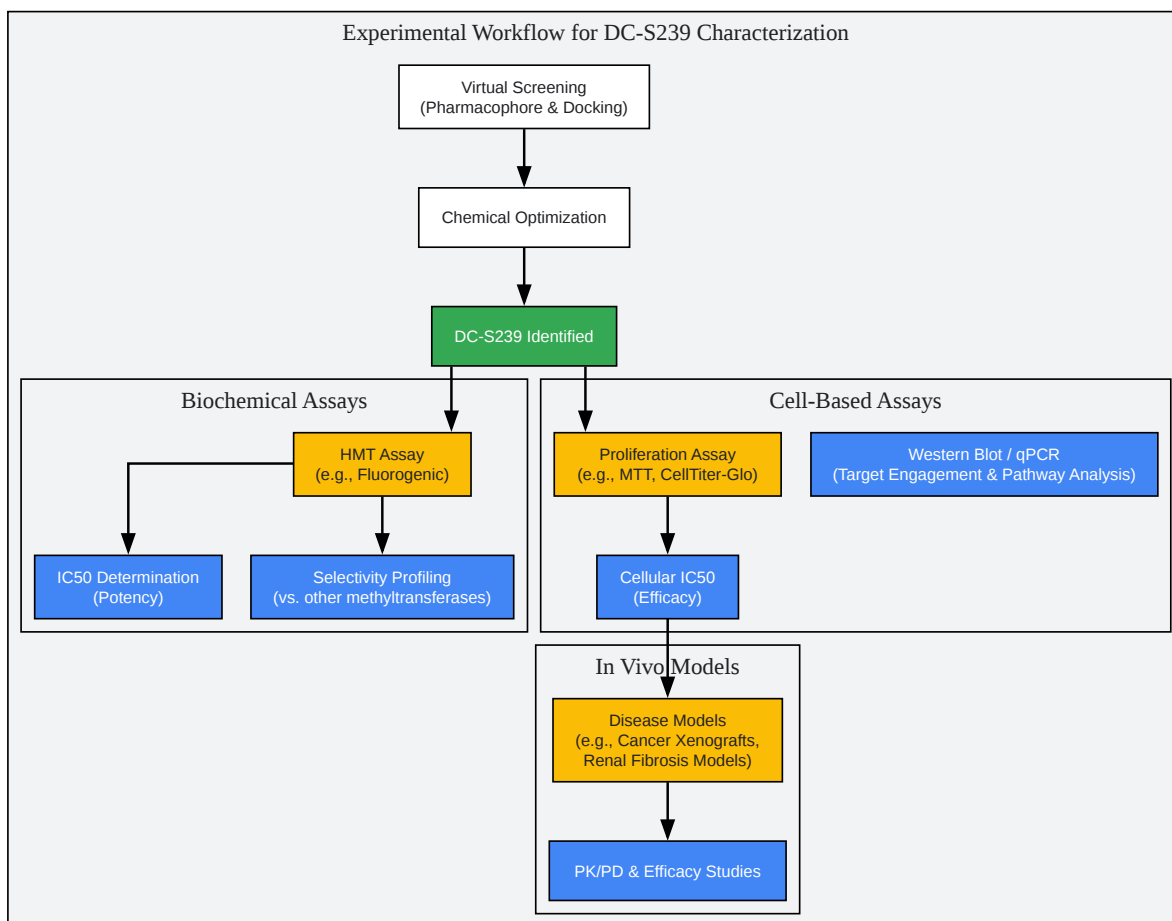 Experimental Workflow for DC-S239 Characterization
Virtual Screening
(Pharmacophore & Docking)
Chemical Optimization
DC-S239 Identified
Biochemical Assays
HMT Assay
(e.g., Fluorogenic)
IC50 Determination
(Potency)
Selectivity Profiling
(vs. other methyltransferases)
Cell-Based Assays
Proliferation Assay
(e.g., MTT, CellTiter-Glo)
Western Blot / qPCR
(Target Engagement & Pathway Analysis)
Cellular IC50
(Efficacy)
In Vivo Models
Disease Models
(e.g., Cancer Xenografts,
Renal Fibrosis Models)
PK/PD & Efficacy Studies